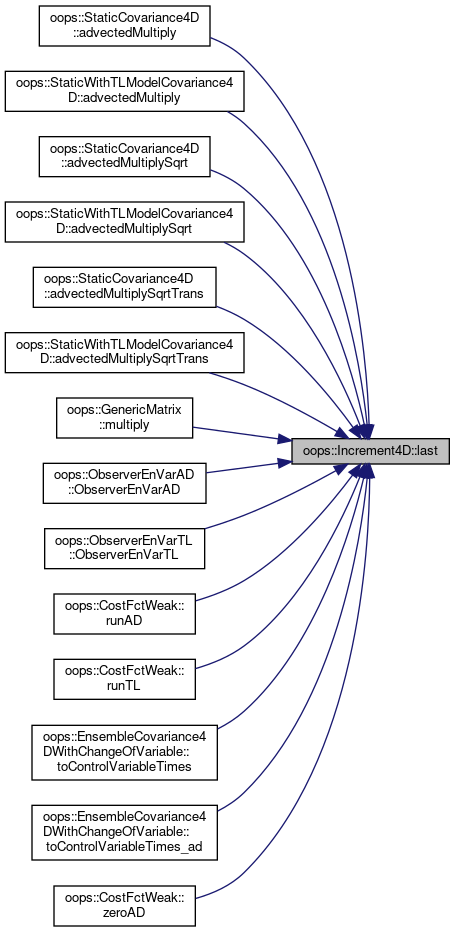 oops::StaticCovariance4D
::advectedMultiply
oops::StaticWithTLModelCovariance4
D::advectedMultiply
oops::StaticCovariance4D
::advectedMultiplySqrt
oops::StaticWithTLModelCovariance4
D::advectedMultiplySqrt
oops::StaticCovariance4D
::advectedMultiplySqrtTrans
oops::StaticWithTLModelCovariance4
D::advectedMultiplySqrtTrans
oops::GenericMatrix
::multiply
oops::Increment4D::last
oops::ObserverEnVarAD
::ObserverEnVarAD
oops::ObserverEnVarTL
::ObserverEnVarTL
oops::CostFctWeak::
runAD
oops::CostFctWeak::
runTL
oops::EnsembleCovariance4
DWithChangeOfVariable::
toControlVariableTimes
oops::EnsembleCovariance4
DWithChangeOfVariable::
toControlVariableTimes_ad
oops::CostFctWeak::
zeroAD